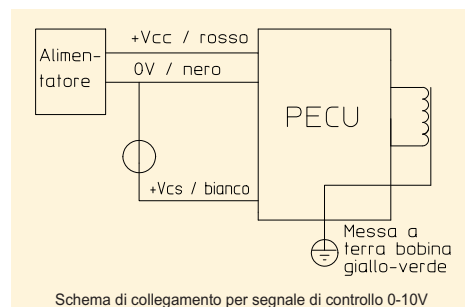 +Vcc / rosso
Alimen-
tatore
0V / nero
PECU
+Vcs / bianco
Messa a
terra bobina
giallo-verde
Schema di collegamento per segnale di controllo 0-10V